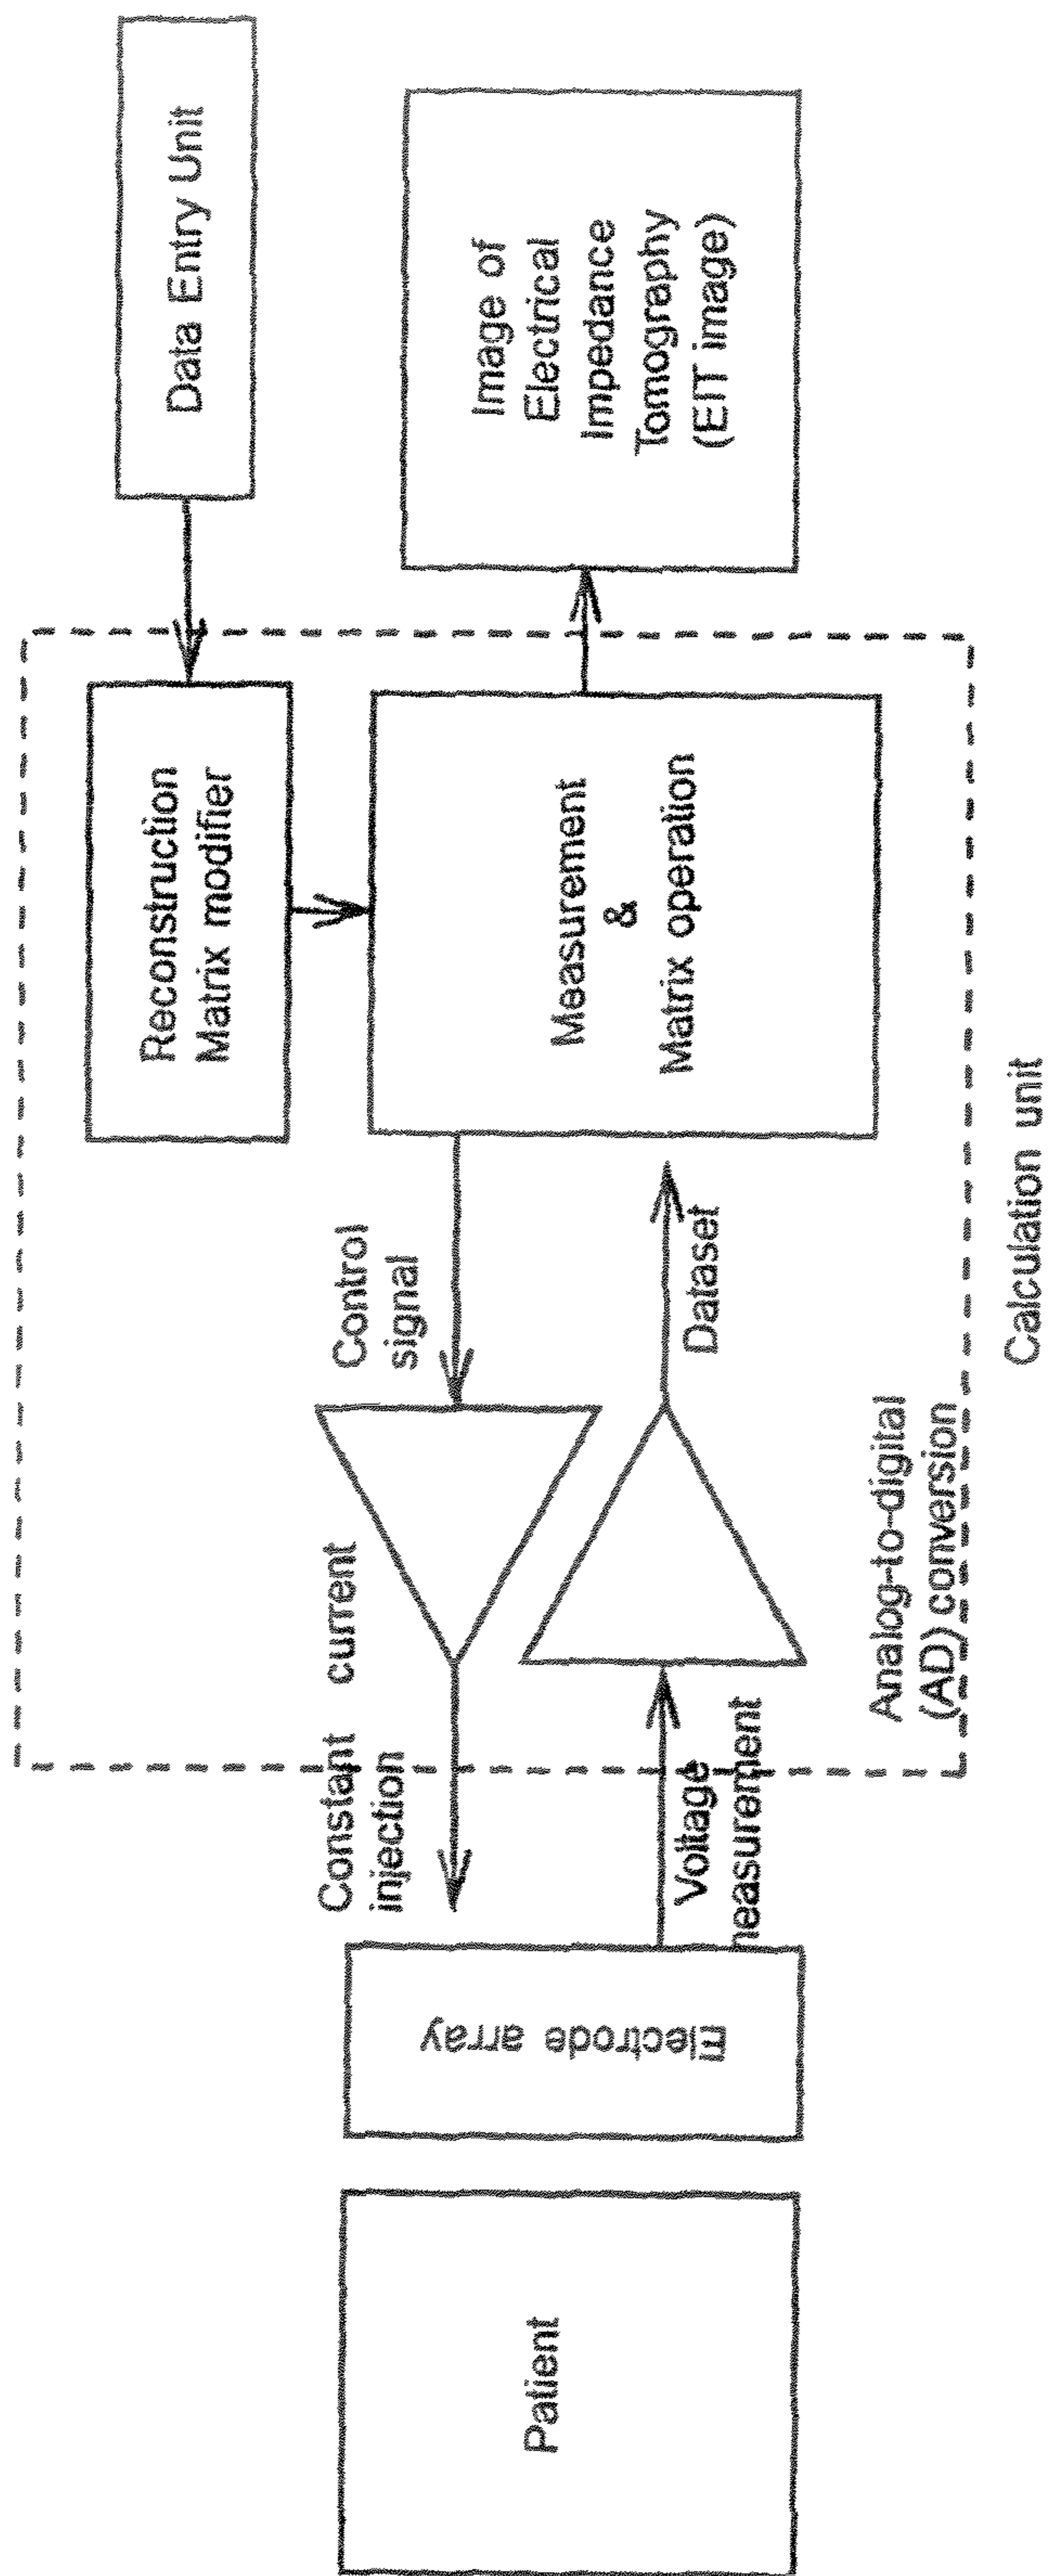 Patient
Electrode array
Constant current
injection
Voltage
neasurement
Control
signal
Dataset
Analog-to-digital
(AD) conversion
Reconstruction
Matrix modifier
Measurement
&
Matrix operation
Data Entry Unit
Image of
Electrical
Impedance
Tomography
(EIT image)
Calculation unit